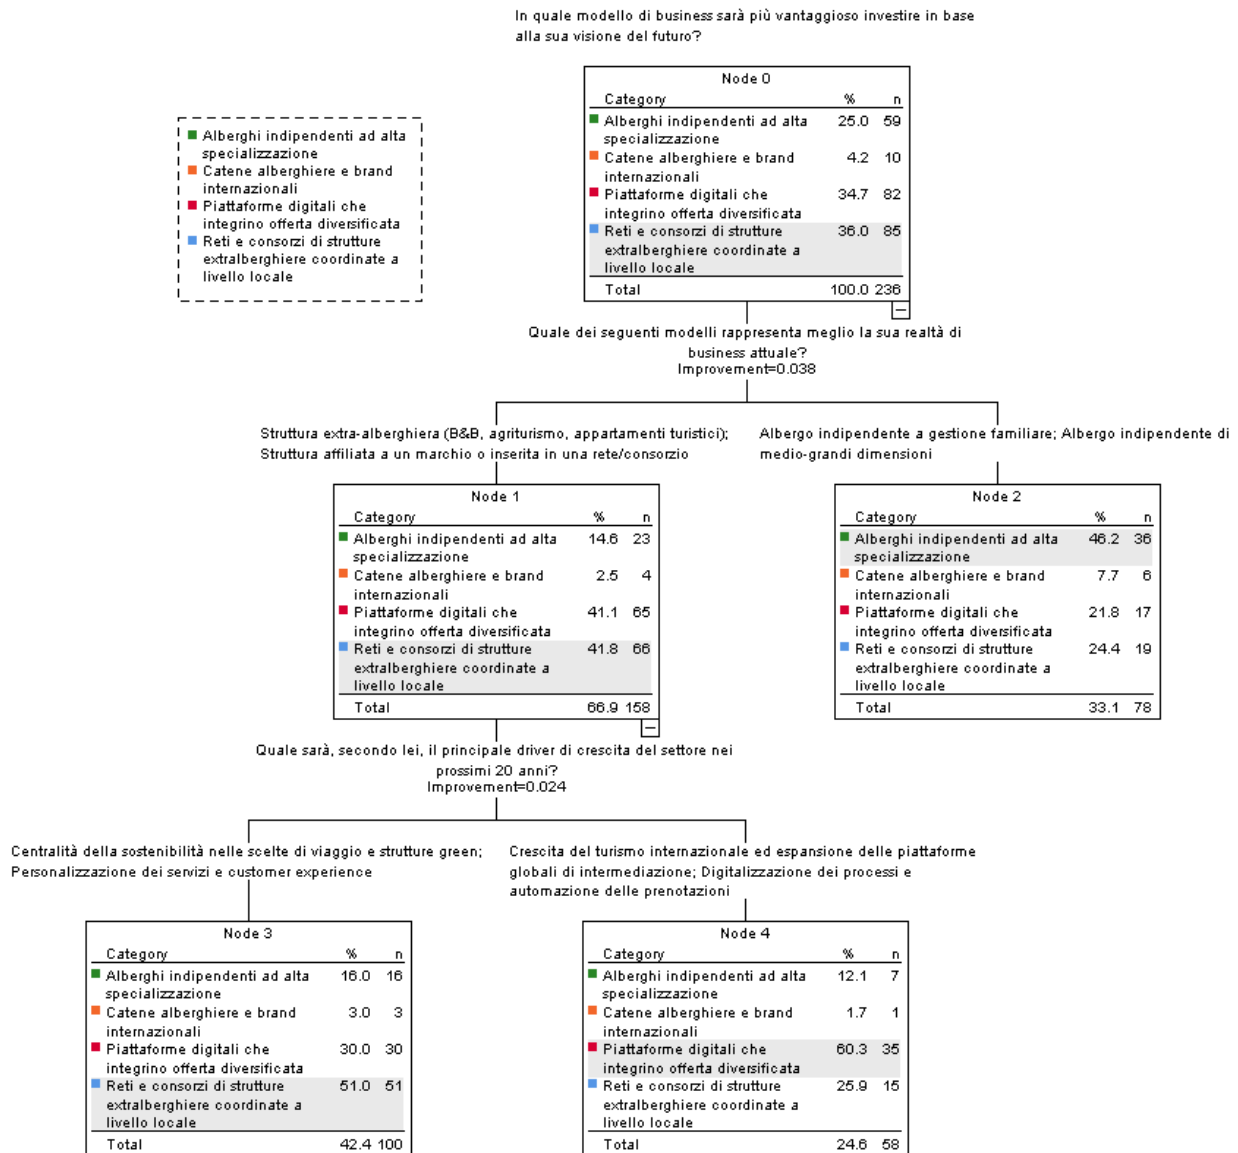 In quale modello di business sarà più vantaggioso investire in base
alla sua visione del futuro?
Alberghi indipendenti ad alta
specializzazione
Catene alberghiere e brand
internazionali
Piattaforme digitali che
integrino offerta diversificata
Reti e consorzi di strutture
extralberghiere coordinate a
livello locale
Node 0
Category % n
Alberghi indipendenti ad alta 25.0 59
specializzazione
Catene alberghiere e brand 4.2 10
internazionali
Piattaforme digitali che 34.7 82
integrino offerta diversificata
Reti e consorzi di strutture 36.0 85
extralberghiere coordinate a
livello locale
Total 100.0 236
Quale dei seguenti modelli rappresenta meglio la sua realtà di
business attuale?
Improvement=0.038
Struttura extra-alberghiera (B&B, agriturismo, appartamenti turistici);
Struttura affiliata a un marchio o inserita in una rete/consorzio
Albergo indipendente a gestione familiare; Albergo indipendente di
medio-grandi dimensioni
Node 1
Category % n
Alberghi indipendenti ad alta 14.6 23
specializzazione
Catene alberghiere e brand 2.5 4
internazionali
Piattaforme digitali che 41.1 65
integrino offerta diversificata
Reti e consorzi di strutture 41.8 66
extralberghiere coordinate a
livello locale
Total 66.9 158
Node 2
Category % n
Alberghi indipendenti ad alta 46.2 36
specializzazione
Catene alberghiere e brand 7.7 6
internazionali
Piattaforme digitali che 21.8 17
integrino offerta diversificata
Reti e consorzi di strutture 24.4 19
extralberghiere coordinate a
livello locale
Total 33.1 78
Quale sarà, secondo lei, il principale driver di crescita del settore nei
prossimi 20 anni?
Improvement=0.024
Centralità della sostenibilità nelle scelte di viaggio e strutture green;
Personalizzazione dei servizi e customer experience
Crescita del turismo internazionale ed espansione delle piattaforme
globali di intermediazione; Digitalizzazione dei processi e
automazione delle prenotazioni
Node 3
Category % n
Alberghi indipendenti ad alta 16.0 16
specializzazione
Catene alberghiere e brand 3.0 3
internazionali
Piattaforme digitali che 30.0 30
integrino offerta diversificata
Reti e consorzi di strutture 51.0 51
extralberghiere coordinate a
livello locale
Total 42.4 100
Node 4
Category % n
Alberghi indipendenti ad alta 12.1 7
specializzazione
Catene alberghiere e brand 1.7 1
internazionali
Piattaforme digitali che 60.3 35
integrino offerta diversificata
Reti e consorzi di strutture 25.9 15
extralberghiere coordinate a
livello locale
Total 24.6 58